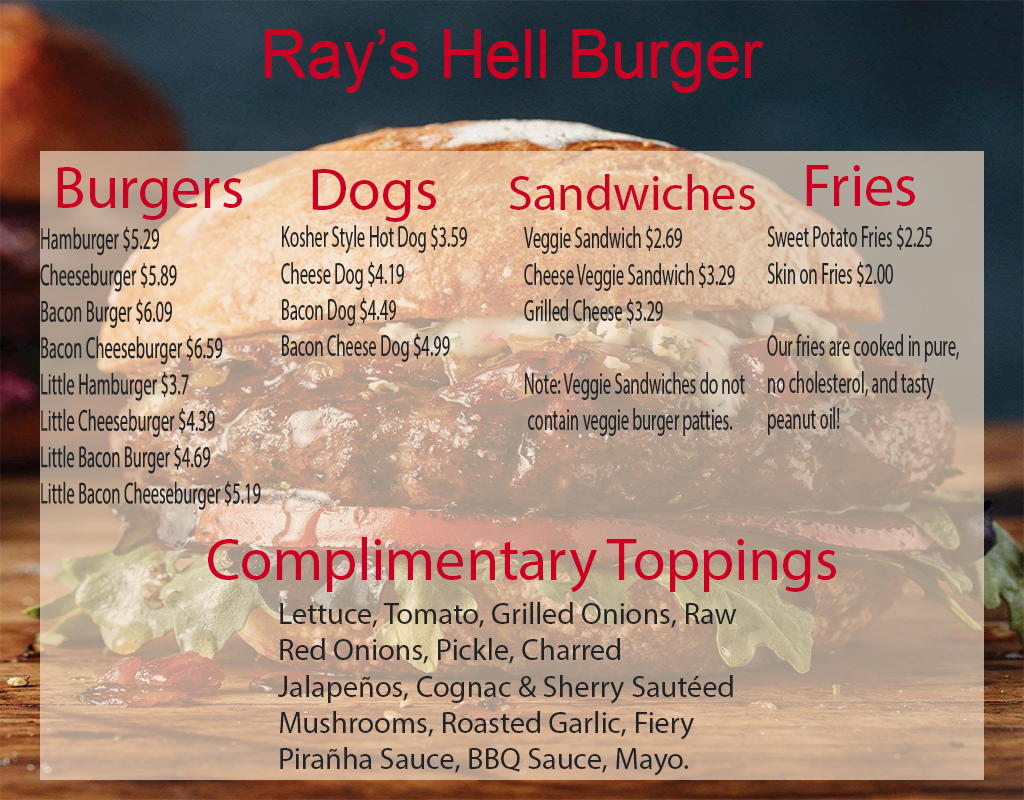 Ray’s Hell Burger
Burgers
Hamburger $5.29
Cheeseburger $5.89
Bacon Burger $6.09
Bacon Cheeseburger $6.59
Little Hamburger $3.7
Little Cheeseburger $4.39
Little Bacon Burger $4.69
Little Bacon Cheeseburger $5.19
Dogs
Kosher Style Hot Dog $3.59
Cheese Dog $4.19
Bacon Dog $4.49
Bacon Cheese Dog $4.99
Sandwiches
Veggie Sandwich $2.69
Cheese Veggie Sandwich $3.29
Grilled Cheese $3.29
Note: Veggie Sandwiches do not
contain veggie burger patties.
Fries
Sweet Potato Fries $2.25
Skin on Fries $2.00
Our fries are cooked in pure,
no cholesterol, and tasty
peanut oil!
Complimentary Toppings
Lettuce, Tomato, Grilled Onions, Raw
Red Onions, Pickle, Charred
Jalapeños, Cognac & Sherry Sautéed
Mushrooms, Roasted Garlic, Fiery
Pirañha Sauce, BBQ Sauce, Mayo.